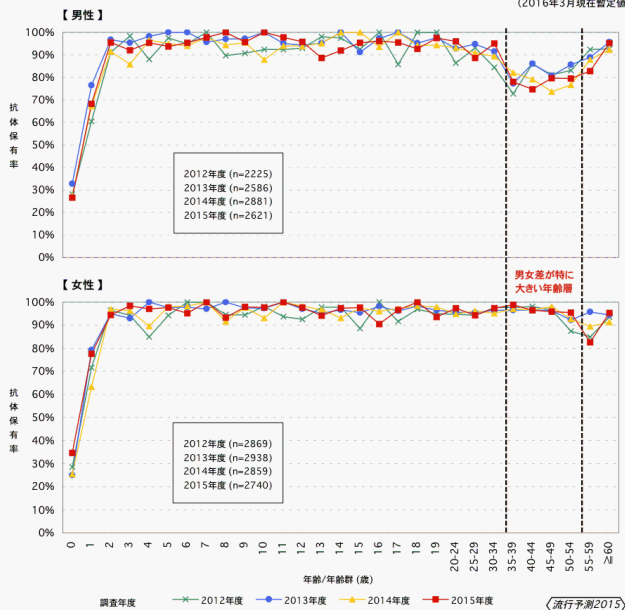 (2016年3月現在暫定値
【 男性 】
100%
90%
80%
70%
60%
50%
40%
30%
20%
10%
0%
抗体保有率
2012年度 (n=2225)
2013年度 (n=2586)
2014年度 (n=2881)
2015年度 (n=2621)
男女差が特に
大きい年齢層
【 女性 】
100%
90%
80%
70%
60%
50%
40%
30%
20%
10%
0%
抗体保有率
2012年度 (n=2869)
2013年度 (n=2938)
2014年度 (n=2859)
2015年度 (n=2740)
0 1 2 3 4 5 6 7 8 9 10 11 12 13 14 15 16 17 18 19 20-24 25-29 30-34 35-39 40-44 45-49 50-54 55-59 ≧60
年齢/年齢群 (歳)
調査年度 2012年度 2013年度 2014年度 2015年度
流行予測2015